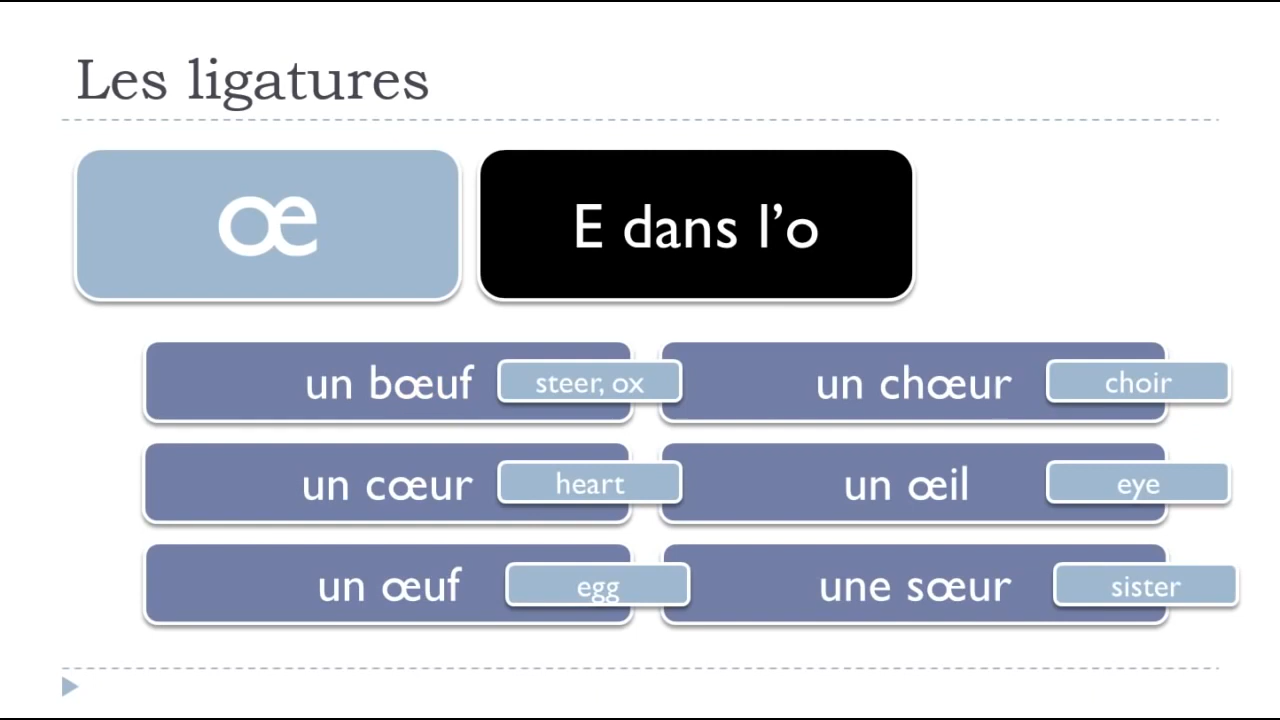 Les ligatures
œ
E dans l’o
un bœuf steer, ox
un chœur choir
un cœur heart
un œil eye
un œuf egg
une sœur sister